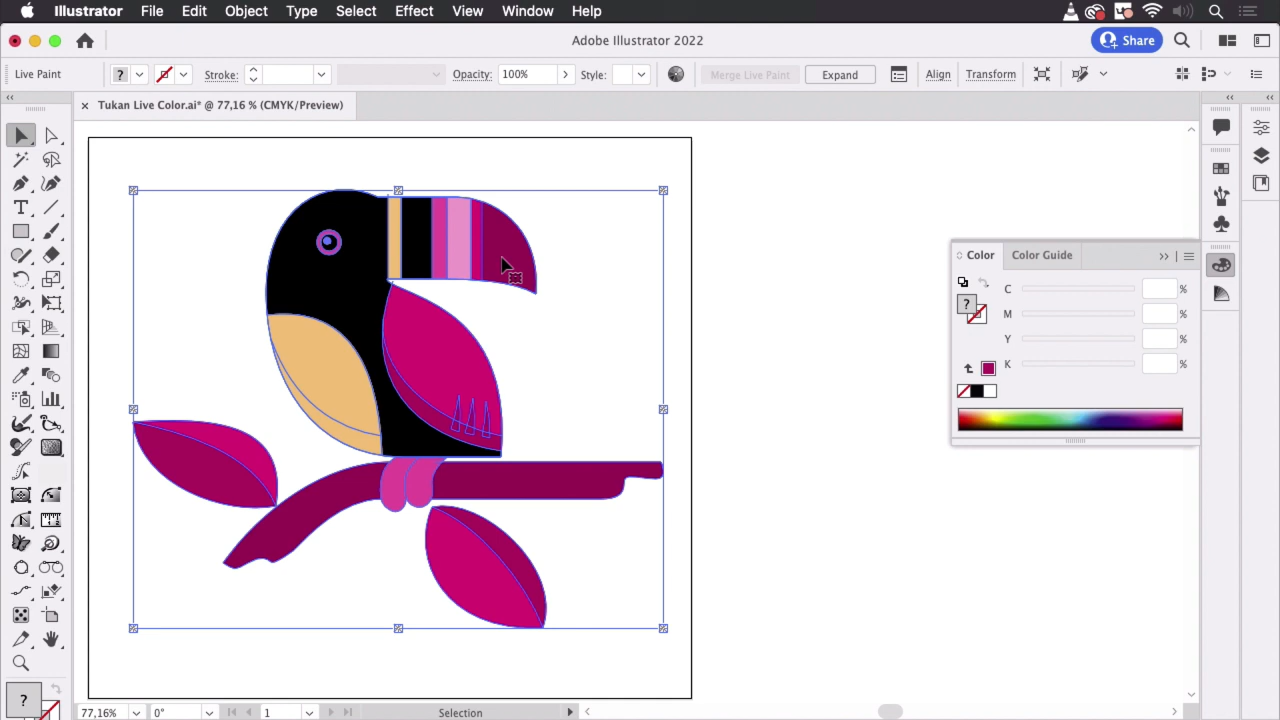 Illustrator File Edit Object Type Select Effect View Window Help
Adobe Illustrator 2022
Share
Live Paint ? Stroke: Opacity: 100% Style: Merge Live Paint Expand Align Transform
× Tukan Live Color.ai* @ 77,16 % (CMYK/Preview)
Color Color Guide
C %
? M %
Y %
K %
?
77,16% 0° 1 Selection